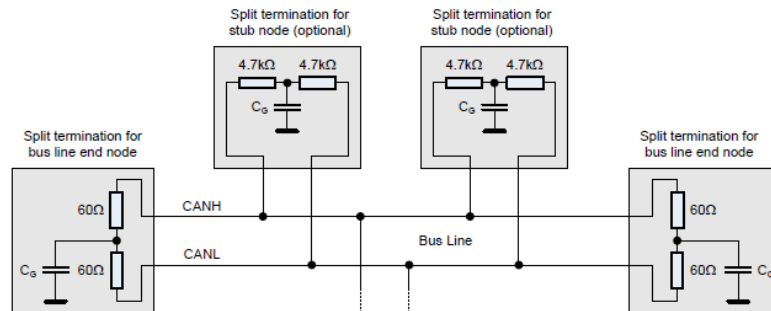 Split termination for
stub node (optional)
Split termination for
stub node (optional)
4.7kΩ 4.7kΩ
4.7kΩ 4.7kΩ
CG
CG
Split termination for
bus line end node
Split termination for
bus line end node
60Ω
CANH
60Ω
Bus Line
CG
60Ω
CANL
60Ω
CG